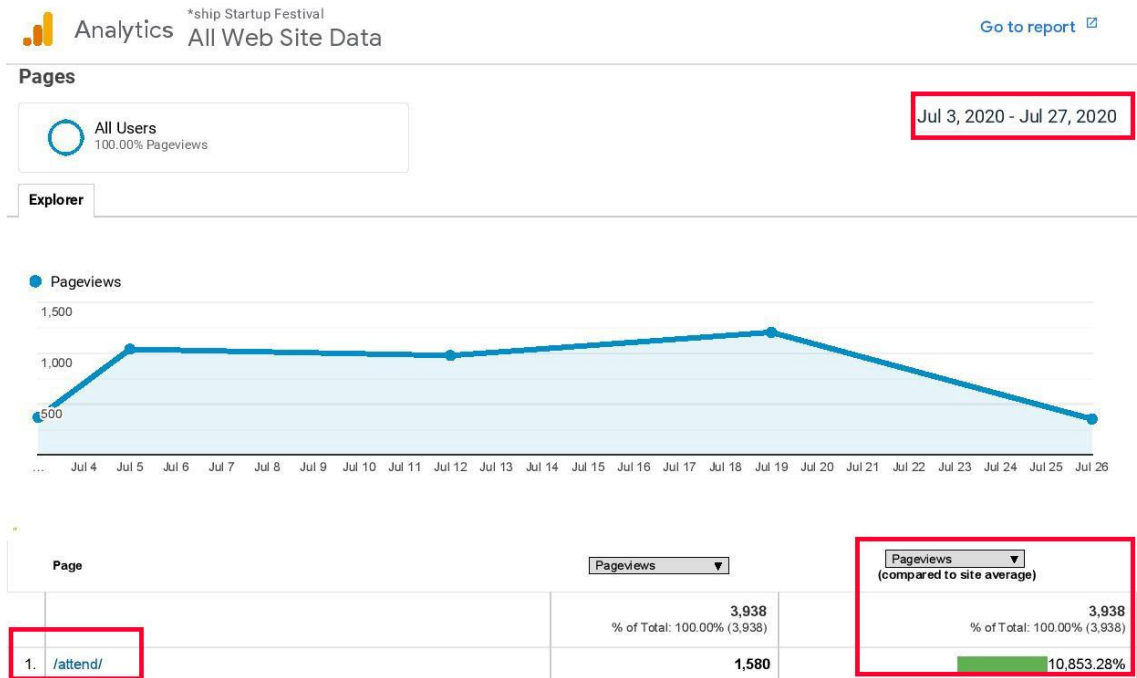 *ship Startup Festival
Analytics All Web Site Data
Go to report
Pages
All Users
100.00% Pageviews
Jul 3, 2020 - Jul 27, 2020
Explorer
Pageviews
1,500
1,000
500
... Jul 4 Jul 5 Jul 6 Jul 7 Jul 8 Jul 9 Jul 10 Jul 11 Jul 12 Jul 13 Jul 14 Jul 15 Jul 16 Jul 17 Jul 18 Jul 19 Jul 20 Jul 21 Jul 22 Jul 23 Jul 24 Jul 25 Jul 26
Page Pageviews ▼ Pageviews ▼
(compared to site average)
3,938 3,938
% of Total: 100.00% (3,938) % of Total: 100.00% (3,938)
1. /attend/ 1,580 10,853.28%